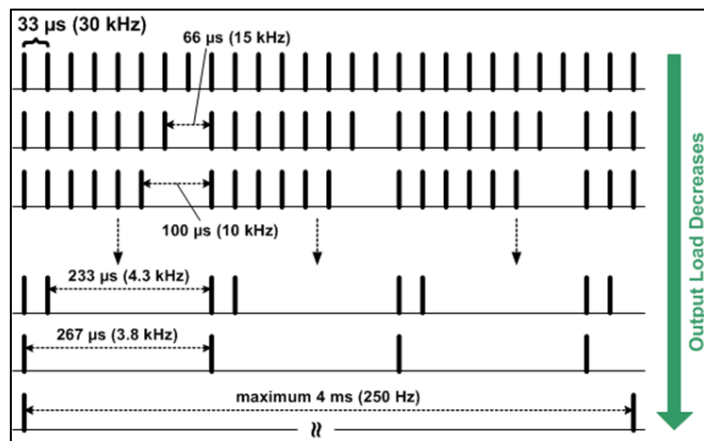 33 µs (30 kHz)
66 µs (15 kHz)
100 µs (10 kHz)
233 µs (4.3 kHz)
267 µs (3.8 kHz)
maximum 4 ms (250 Hz)
≈
Output Load Decreases